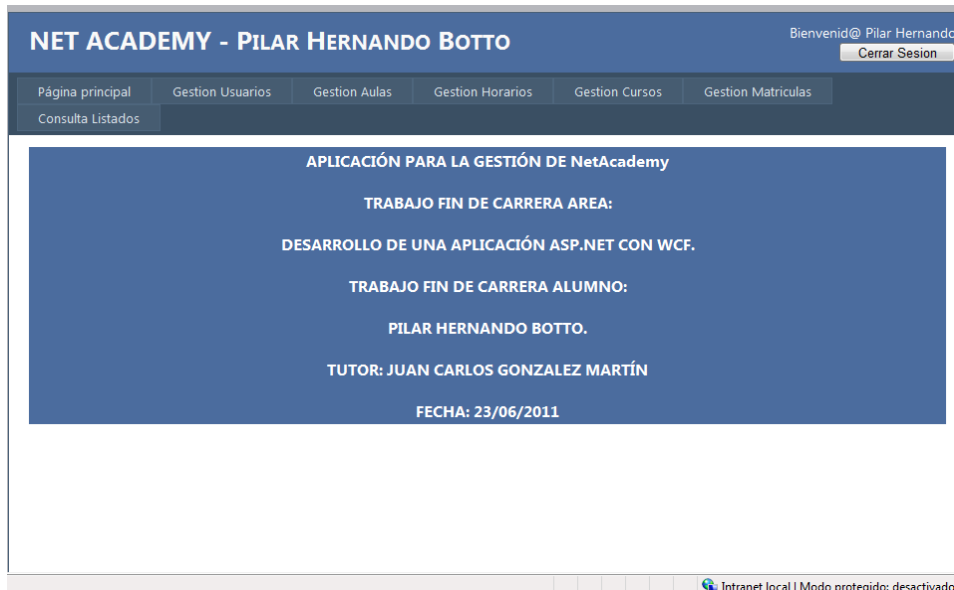 NET ACADEMY - PILAR HERNANDO BOTTO
Bienvenid@ Pilar Hernando
Cerrar Sesion
Página principal Gestion Usuarios Gestion Aulas Gestion Horarios Gestion Cursos Gestion Matriculas
Consulta Listados
APLICACIÓN PARA LA GESTIÓN DE NetAcademy
TRABAJO FIN DE CARRERA AREA:
DESARROLLO DE UNA APLICACIÓN ASP.NET CON WCF.
TRABAJO FIN DE CARRERA ALUMNO:
PILAR HERNANDO BOTTO.
TUTOR: JUAN CARLOS GONZALEZ MARTÍN
FECHA: 23/06/2011
Intranet local | Modo protegido: desactivado